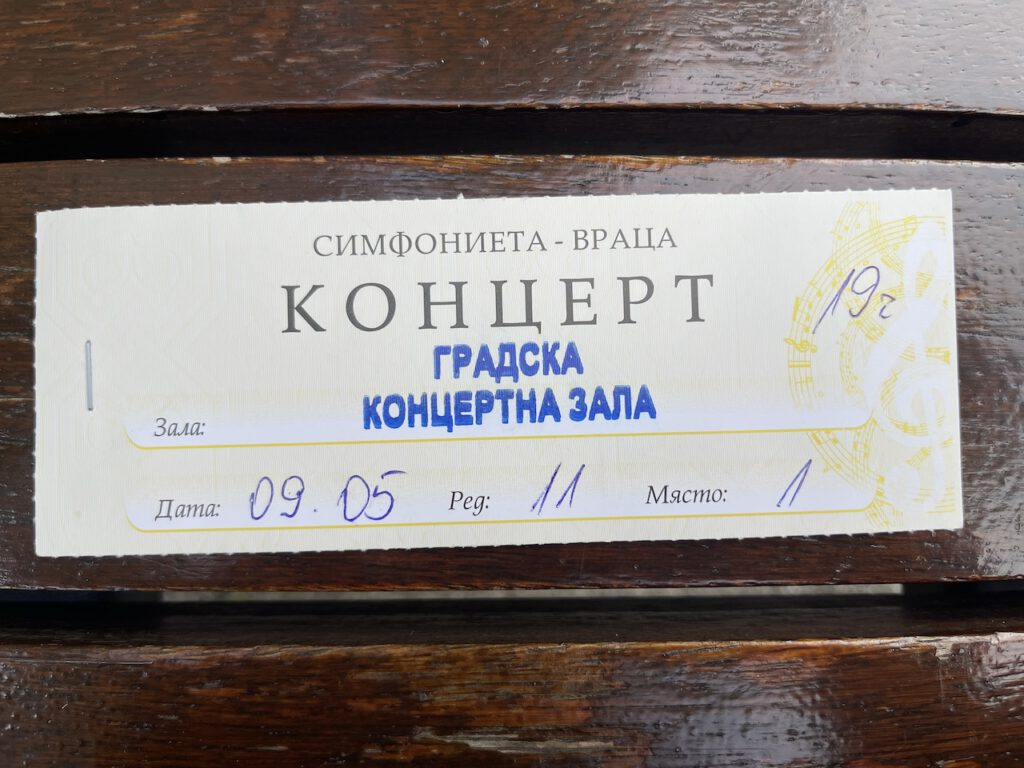 СИМФОНИЕТА - ВРАЦА
КОНЦЕРТ
19ч
ГРАДСКА
КОНЦЕРТНА ЗАЛА
Зала:
Дата: 09.05 Ред: 11 Място: 1